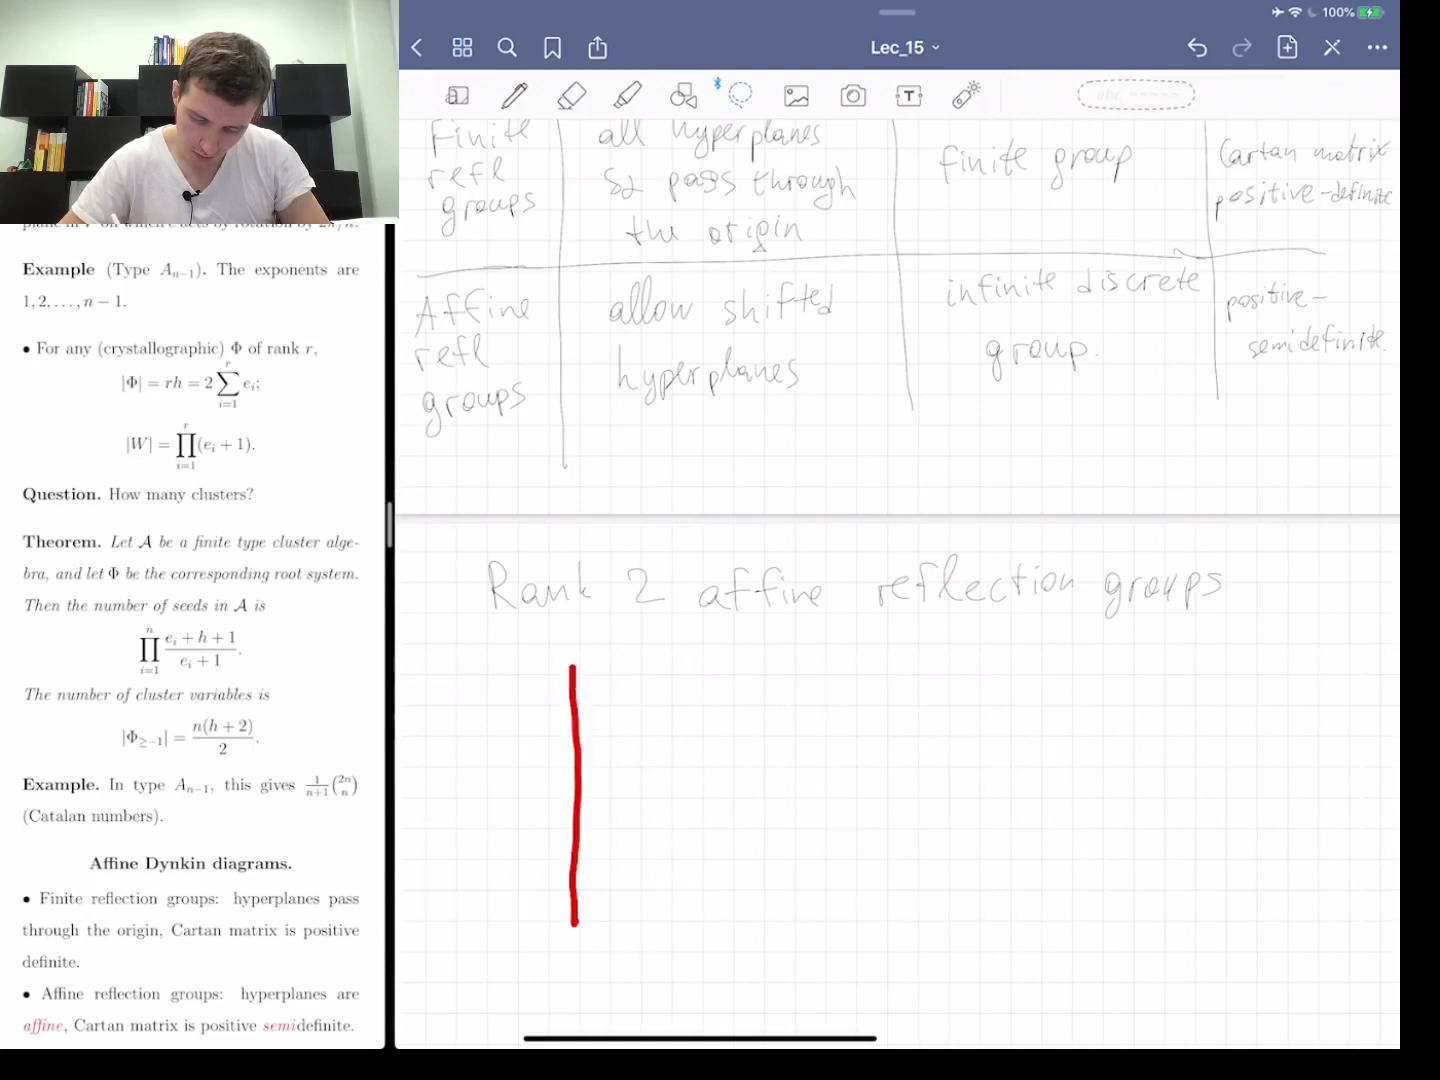 100%
Lec_15
T
Finite
refl
groups
all hyperplanes
pass through
the origin
finite group
Cartan matrix
positive-definite
Affine
refl
groups
allow shifted
hyperplanes
infinite discrete
group.
positive-
semidefinite.
Rank 2 affine reflection groups
Example (Type A_{n−1}). The exponents are
1, 2, . . . , n − 1.
• For any (crystallographic) Φ of rank r,
|Φ| = rh = 2 ∑_{i=1}^{r} e_i;
|W| = ∏_{i=1}^{r} (e_i + 1).
Question. How many clusters?
Theorem. Let A be a finite type cluster alge-
bra, and let Φ be the corresponding root system.
Then the number of seeds in A is
∏_{i=1}^{n} (e_i + h + 1)/(e_i + 1).
The number of cluster variables is
|Φ_{≥−1}| = n(h + 2)/2.
Example. In type A_{n−1}, this gives 1/(n+1) (2n n)
(Catalan numbers).
Affine Dynkin diagrams.
• Finite reflection groups: hyperplanes pass
through the origin, Cartan matrix is positive
definite.
• Affine reflection groups: hyperplanes are
affine, Cartan matrix is positive semidefinite.